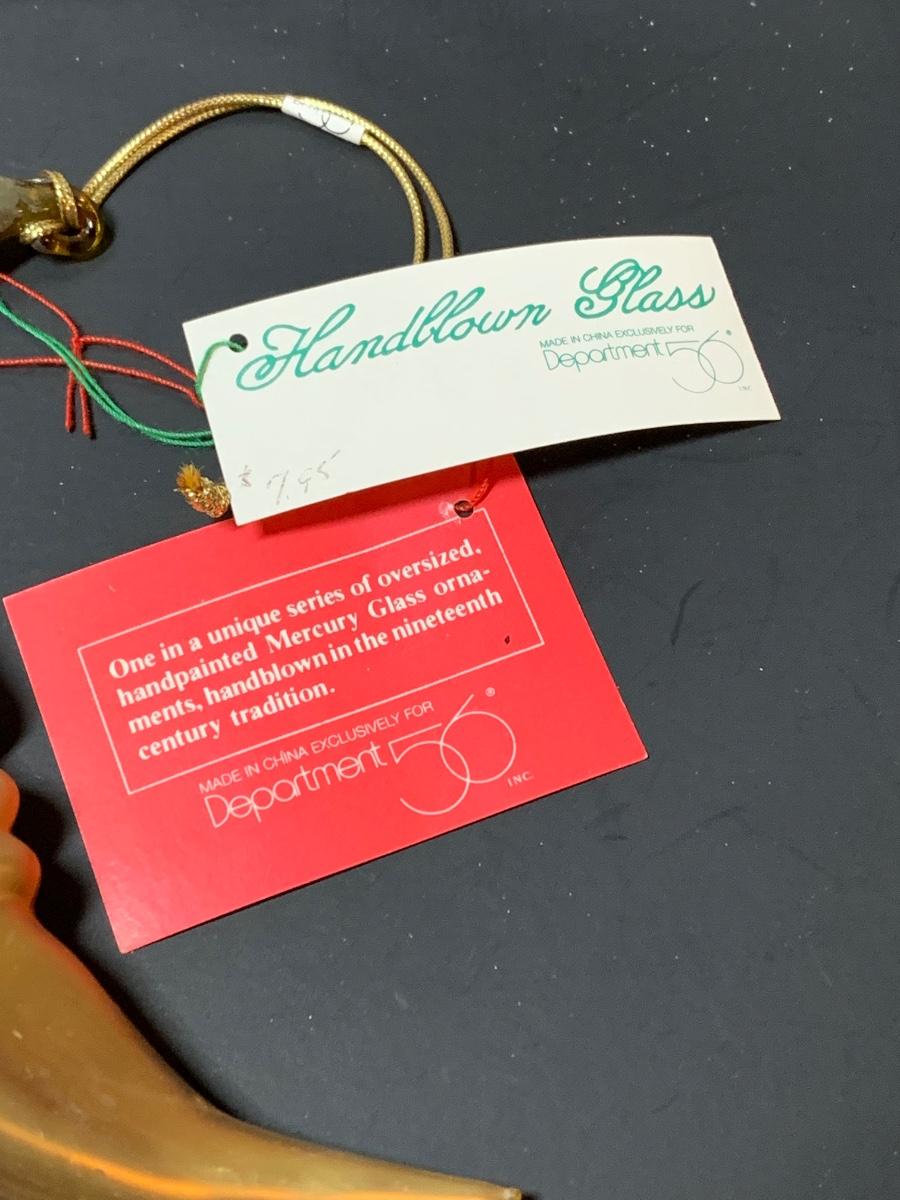 Handblown Glass
MADE IN CHINA EXCLUSIVELY FOR
Department 56®
INC.
$ 7.95
One in a unique series of oversized,
handpainted Mercury Glass orna-
ments, handblown in the nineteenth
century tradition.
MADE IN CHINA EXCLUSIVELY FOR
Department 56®
INC.